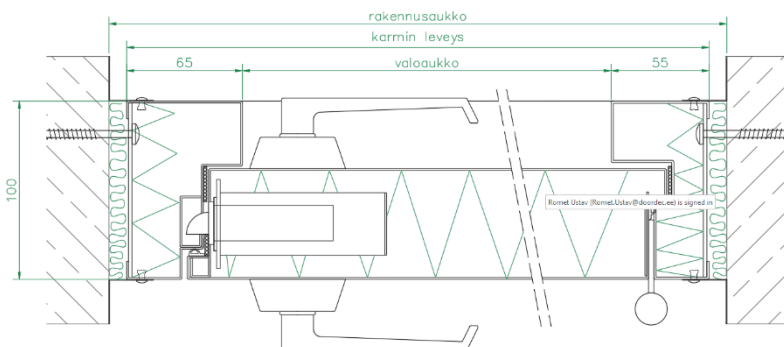 rakennusaukko
karmin leveys
65
valoaukko
55
100
Romet Ustav (Romet.Ustav@doordec.ee) is signed in